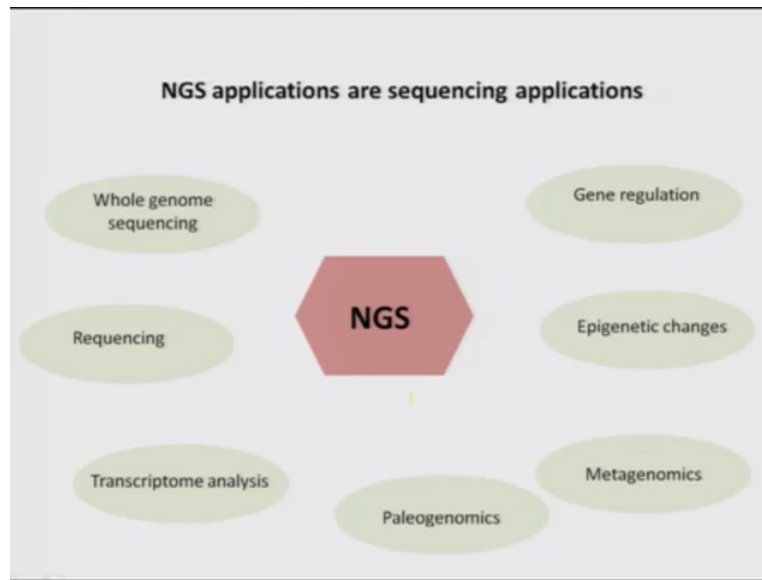 NGS applications are sequencing applications
Whole genome
sequencing
Gene regulation
NGS
Requencing
Epigenetic changes
Transcriptome analysis
Metagenomics
Paleogenomics